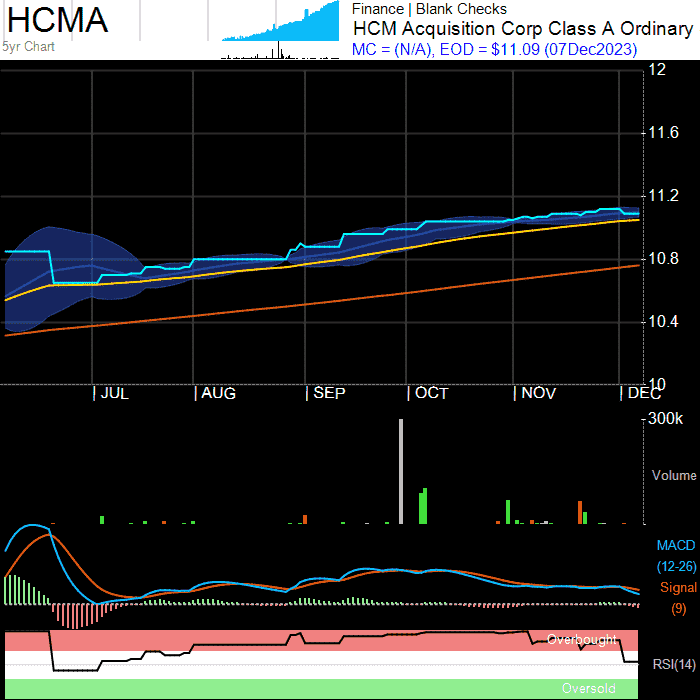 HCMA
5yr Chart
Finance | Blank Checks
HCM Acquisition Corp Class A Ordinary
MC = (N/A), EOD = $11.09 (07Dec2023)
12
11.6
11.2
10.8
10.4
10
JUL AUG SEP OCT NOV DEC
300k
Volume
MACD
(12-26)
Signal
(9)
Overbought
RSI(14)
Oversold